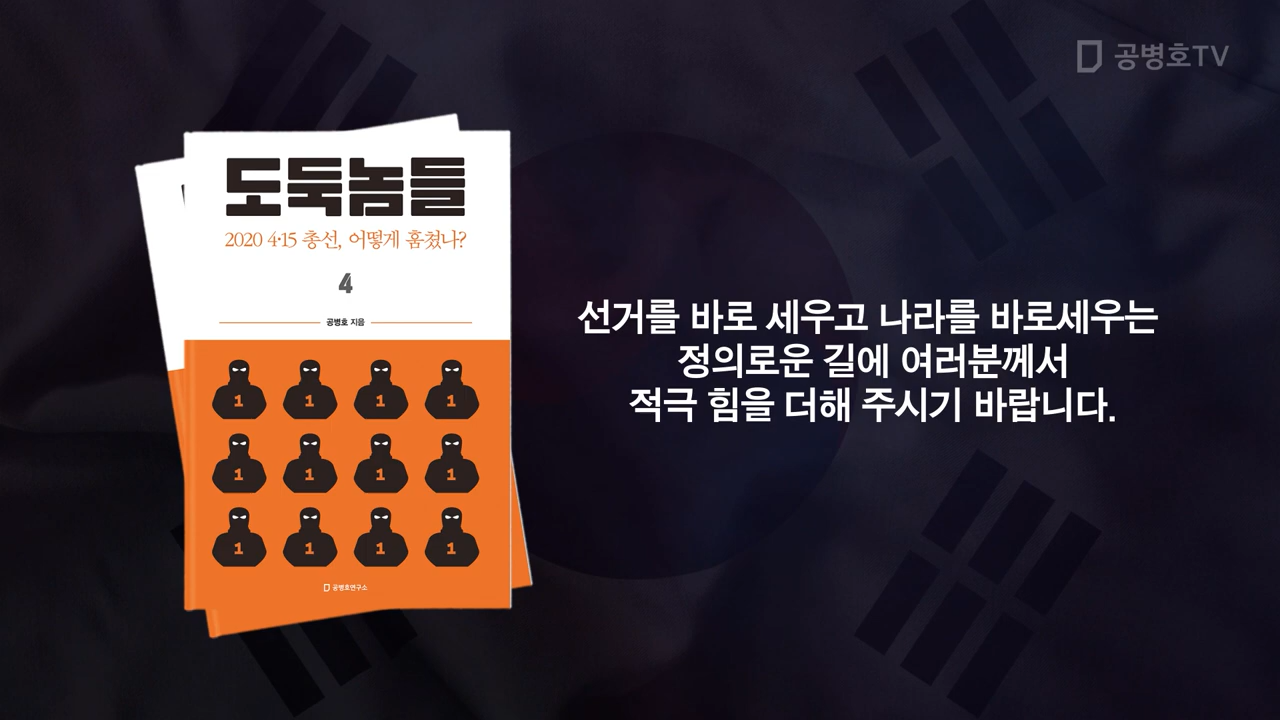 공병호TV
도둑놈들
2020 4·15 총선, 어떻게 훔쳤나?
4
공병호 지음
1 1 1 1
1 1 1 1
1 1 1 1
공병호연구소
선거를 바로 세우고 나라를 바로세우는
정의로운 길에 여러분께서
적극 힘을 더해 주시기 바랍니다.